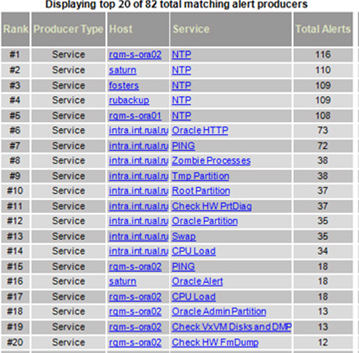 Displaying top 20 of 82 total matching alert producers
Rank Producer Type Host Service Total Alerts
#1 Service rqm-s-ora02 NTP 116
#2 Service saturn NTP 110
#3 Service fosters NTP 109
#4 Service rubackup NTP 109
#5 Service rqm-s-ora01 NTP 108
#6 Service intra.int.rual.ru Oracle HTTP 73
#7 Service intra.int.rual.ru PING 72
#8 Service intra.int.rual.ru Zombie Processes 38
#9 Service intra.int.rual.ru Tmp Partition 38
#10 Service intra.int.rual.ru Root Partition 37
#11 Service intra.int.rual.ru Check HW PrtDiag 37
#12 Service intra.int.rual.ru Oracle Partition 35
#13 Service intra.int.rual.ru Swap 35
#14 Service intra.int.rual.ru CPU Load 34
#15 Service rqm-s-ora02 PING 18
#16 Service saturn Oracle Alert 18
#17 Service rqm-s-ora02 CPU Load 18
#18 Service rqm-s-ora02 Oracle Admin Partition 13
#19 Service rqm-s-ora02 Check VxVM Disks and DMP 13
#20 Service rqm-s-ora02 Check HW FmDump 12